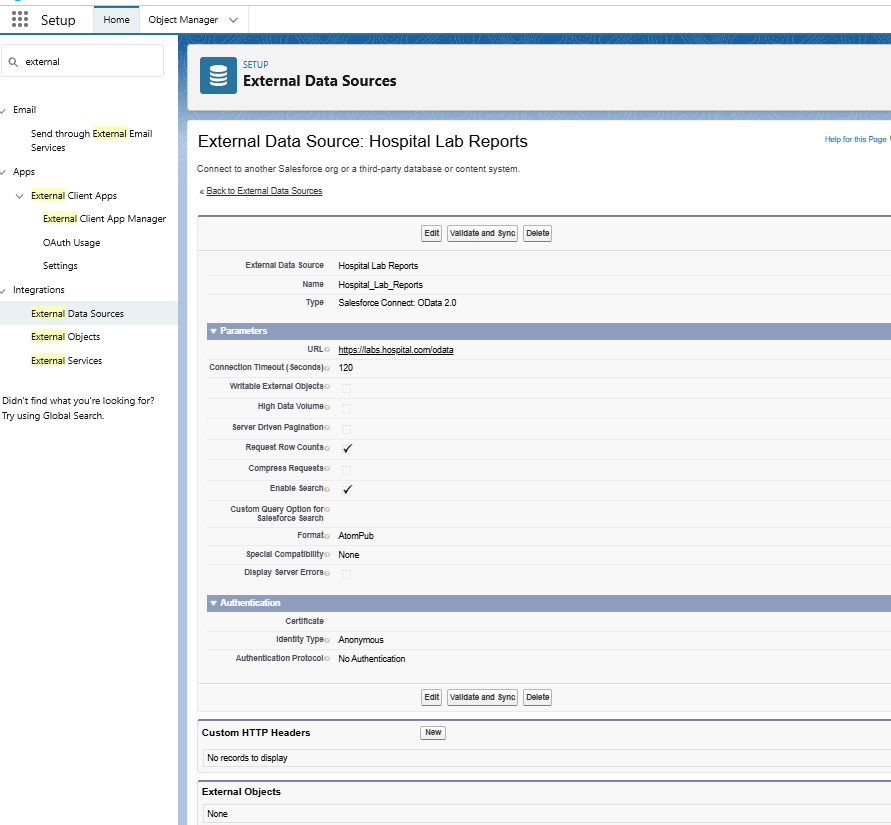 Setup
Home
Object Manager
external
Email
Send through External Email
Services
Apps
External Client Apps
External Client App Manager
OAuth Usage
Settings
Integrations
External Data Sources
External Objects
External Services
Didn't find what you're looking for?
Try using Global Search.
SETUP
External Data Sources
External Data Source: Hospital Lab Reports
Help for this Page
Connect to another Salesforce org or a third-party database or content system.
« Back to External Data Sources
Edit Validate and Sync Delete
External Data Source Hospital Lab Reports
Name Hospital_Lab_Reports
Type Salesforce Connect: OData 2.0
Parameters
URL https://labs.hospital.com/odata
Connection Timeout (Seconds) 120
Writable External Objects
High Data Volume
Server Driven Pagination
Request Row Counts
Compress Requests
Enable Search
Custom Query Option for
Salesforce Search
Format AtomPub
Special Compatibility None
Display Server Errors
Authentication
Certificate
Identity Type Anonymous
Authentication Protocol No Authentication
Edit Validate and Sync Delete
Custom HTTP Headers New
No records to display
External Objects
None